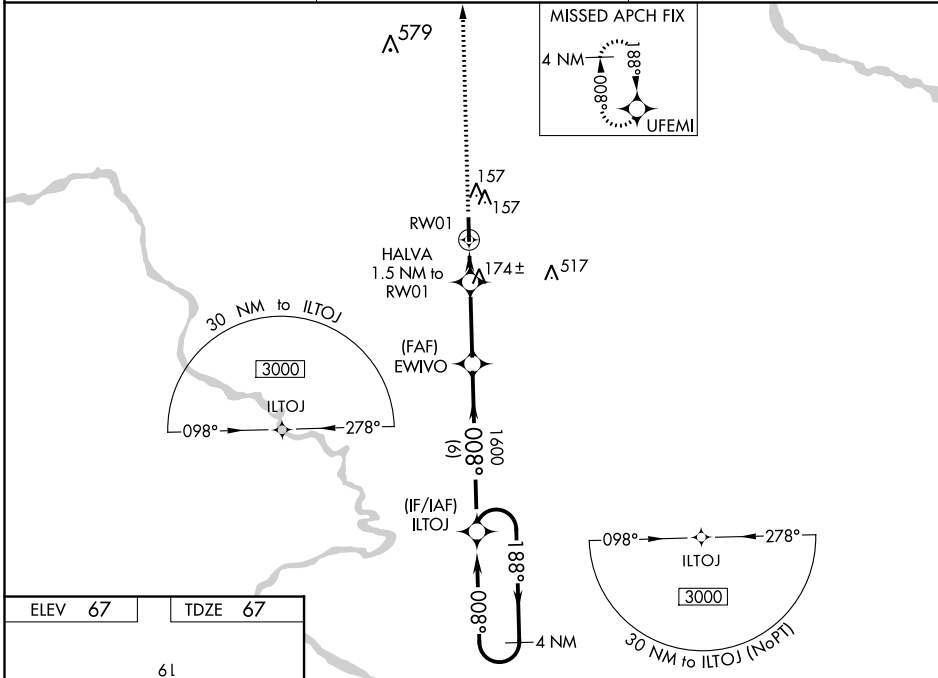 MISSED APCH FIX
4 NM
188°
008°
UFEMI
579
157
157
RW01
HALVA
1.5 NM to
RW01
174±
517
30 NM to ILTOJ
3000
ILTOJ
098°
278°
(FAF)
EWIVO
1600
008°
(6)
(IF/IAF)
ILTOJ
188°
008°
4 NM
098°
278°
ILTOJ
3000
30 NM to ILTOJ (NoPT)
ELEV 67
TDZE 67
19